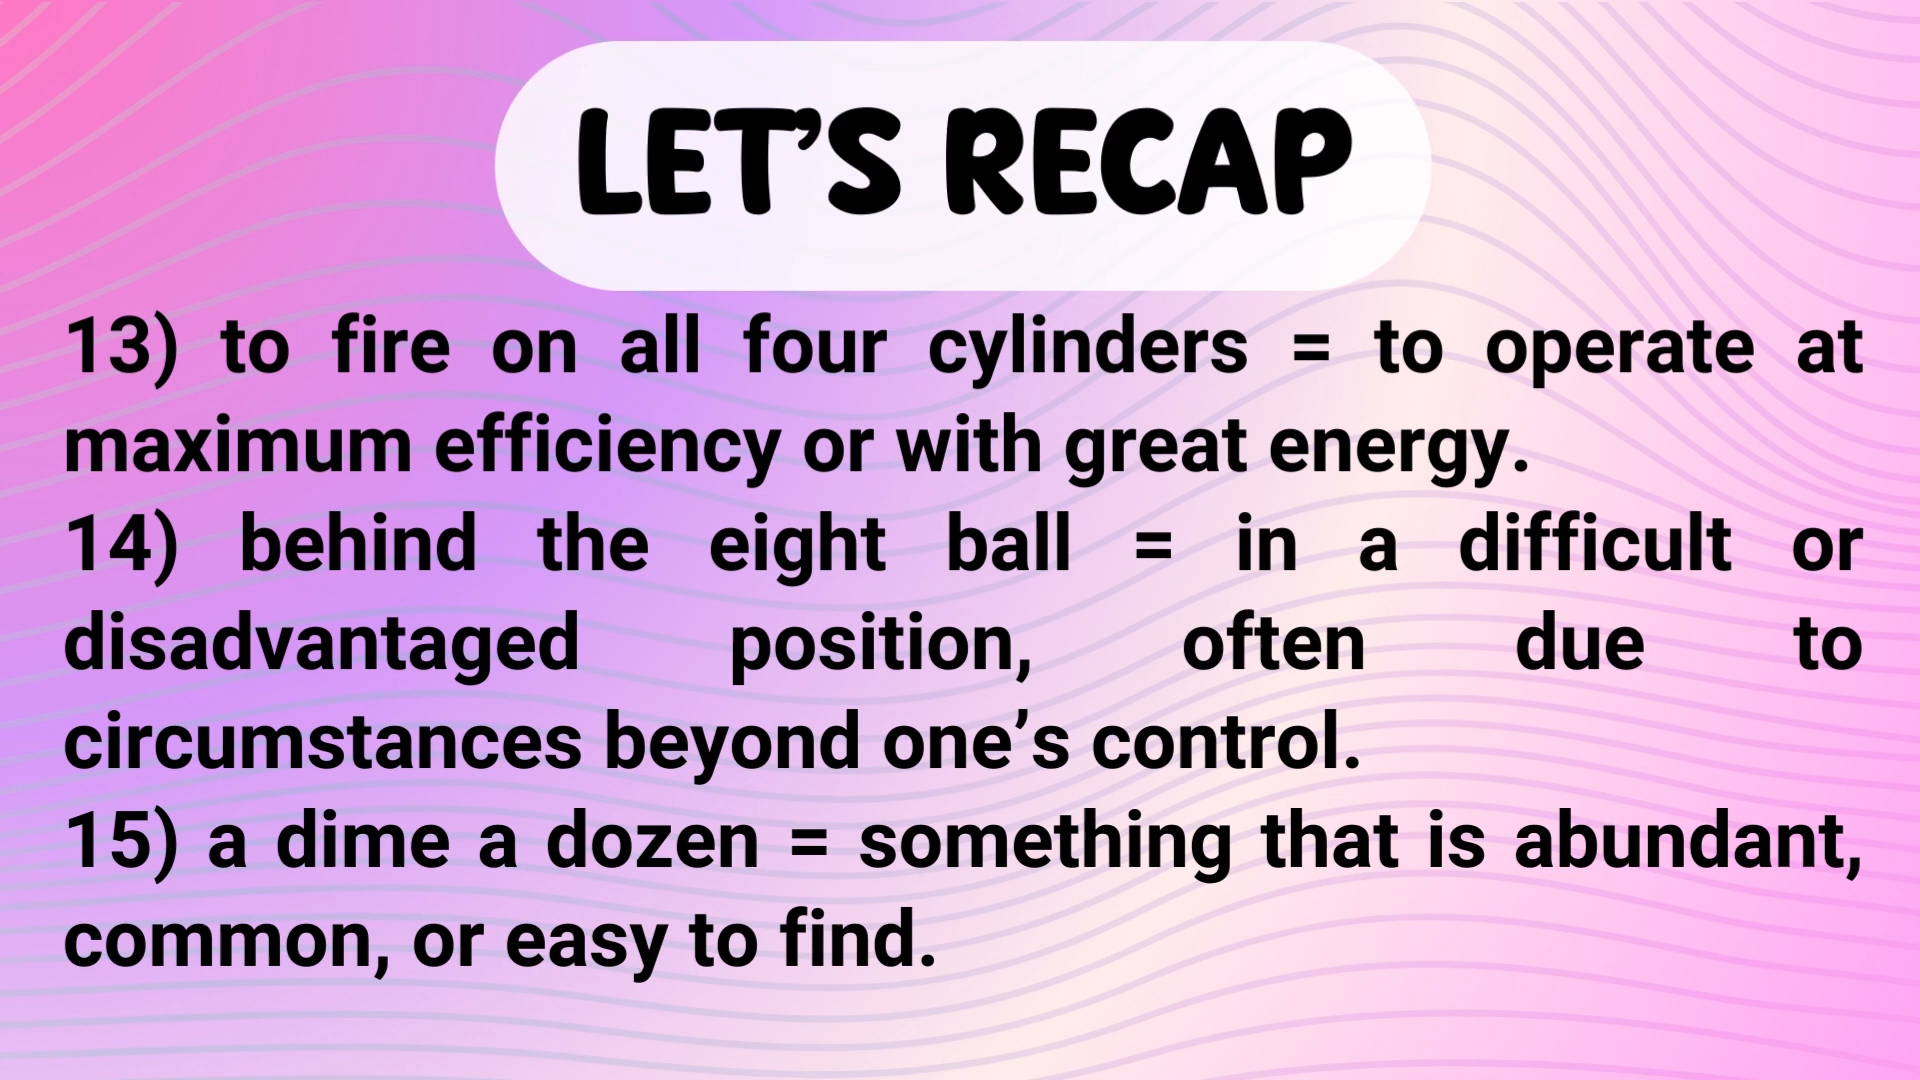 LET’S RECAP
13) to fire on all four cylinders = to operate at
maximum efficiency or with great energy.
14) behind the eight ball = in a difficult or
disadvantaged position, often due to
circumstances beyond one’s control.
15) a dime a dozen = something that is abundant,
common, or easy to find.